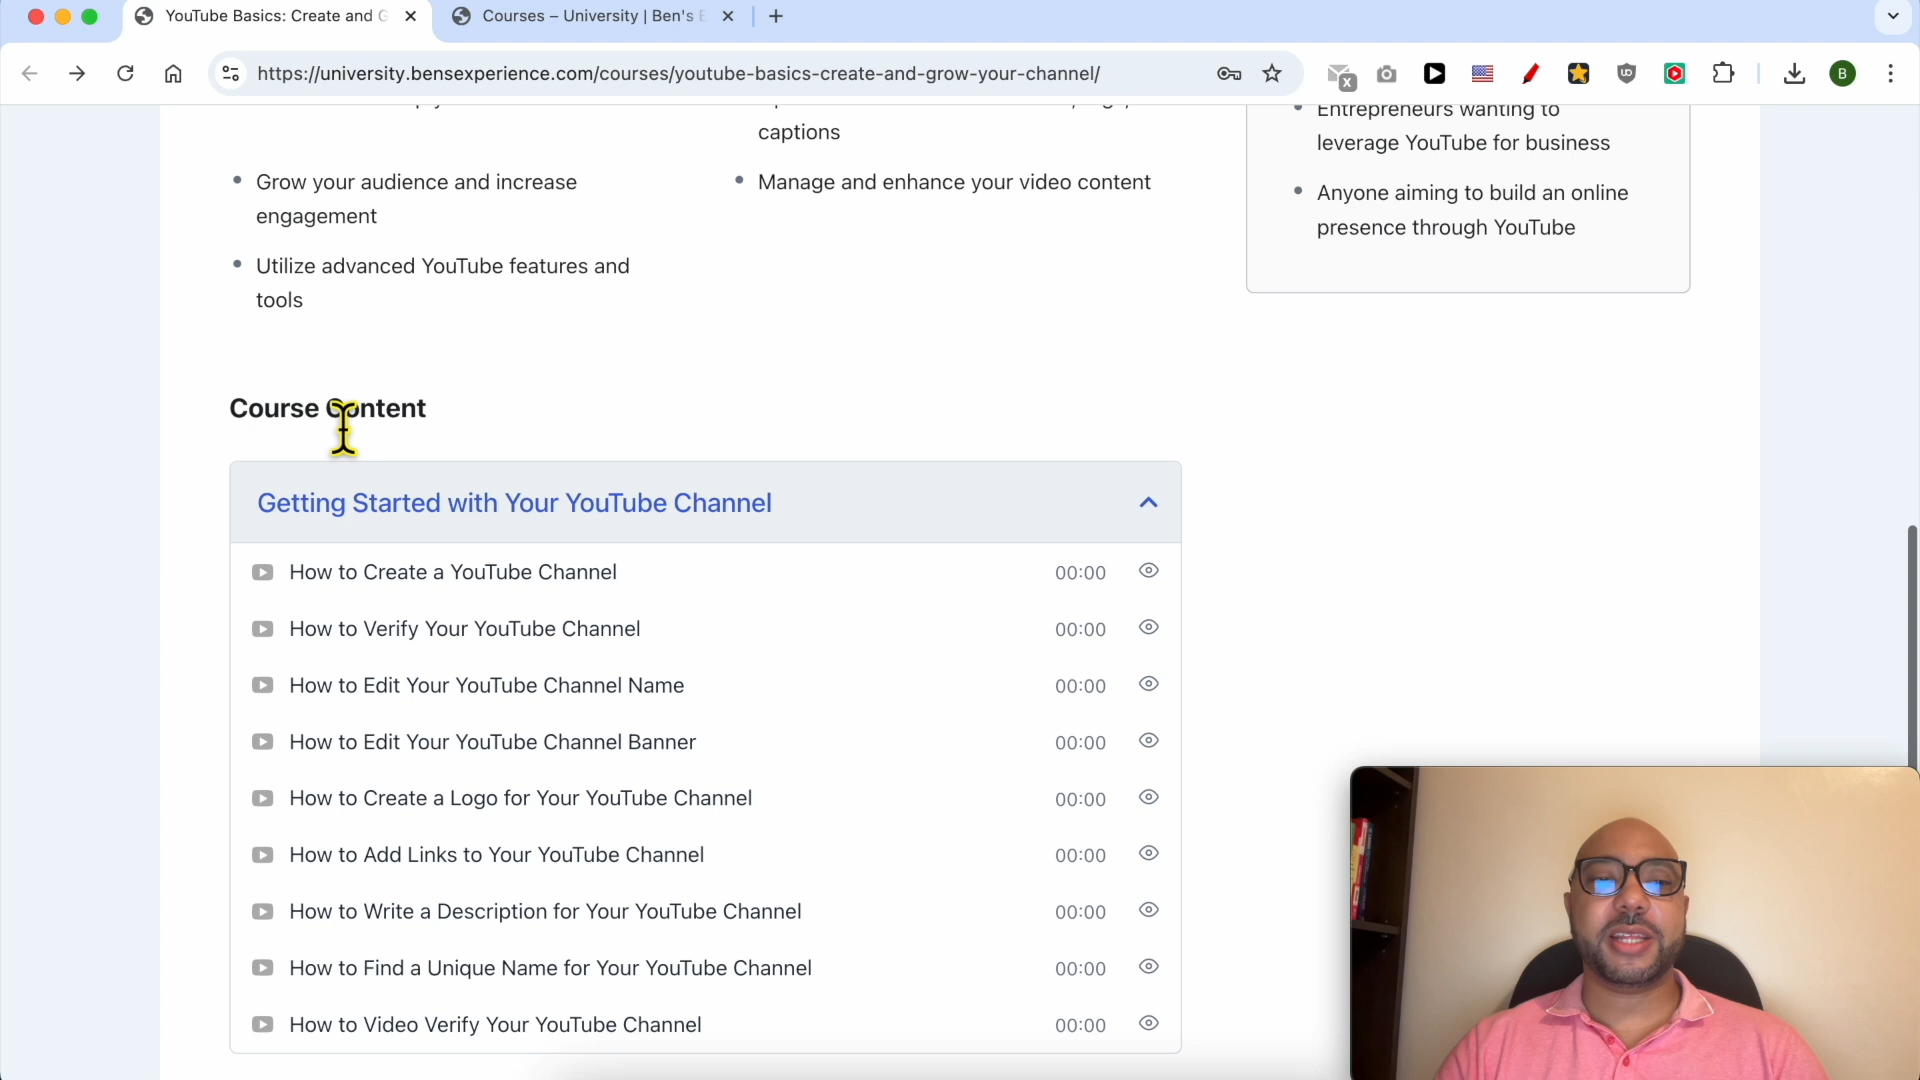 YouTube Basics: Create and G
Courses – University | Ben's E
https://university.bensexperience.com/courses/youtube-basics-create-and-grow-your-channel/
X
B
captions
Grow your audience and increase
engagement
Manage and enhance your video content
Utilize advanced YouTube features and
tools
Entrepreneurs wanting to
leverage YouTube for business
Anyone aiming to build an online
presence through YouTube
Course Content
Getting Started with Your YouTube Channel
How to Create a YouTube Channel 00:00
How to Verify Your YouTube Channel 00:00
How to Edit Your YouTube Channel Name 00:00
How to Edit Your YouTube Channel Banner 00:00
How to Create a Logo for Your YouTube Channel 00:00
How to Add Links to Your YouTube Channel 00:00
How to Write a Description for Your YouTube Channel 00:00
How to Find a Unique Name for Your YouTube Channel 00:00
How to Video Verify Your YouTube Channel 00:00